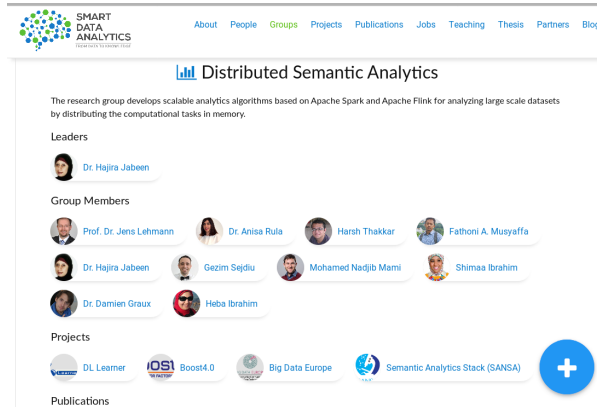 SMART
DATA
ANALYTICS
About People Groups Projects Publications Jobs Teaching Thesis Partners Blog
Distributed Semantic Analytics
The research group develops scalable analytics algorithms based on Apache Spark and Apache Flink for analyzing large scale datasets
by distributing the computational tasks in memory.
Leaders
Dr. Hajira Jabeen
Group Members
Prof. Dr. Jens Lehmann Dr. Anisa Rula Harsh Thakkar Fathoni A. Musyaffa
Dr. Hajira Jabeen Gezim Sejdiu Mohamed Nadjib Mami Shimaa Ibrahim
Dr. Damien Graux Heba Ibrahim
Projects
DL Learner Boost4.0 Big Data Europe Semantic Analytics Stack (SANSA)
Publications